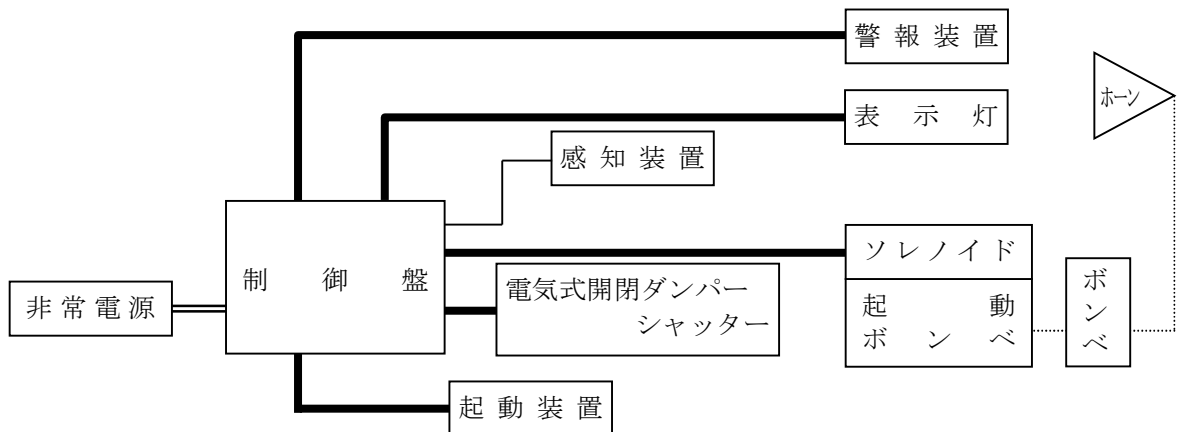 警報装置
ホーン
表示灯
感知装置
制御盤
ソレノイド
非常電源
電気式開閉ダンパー
シャッター
起動
ボンベ
ボンベ
起動装置